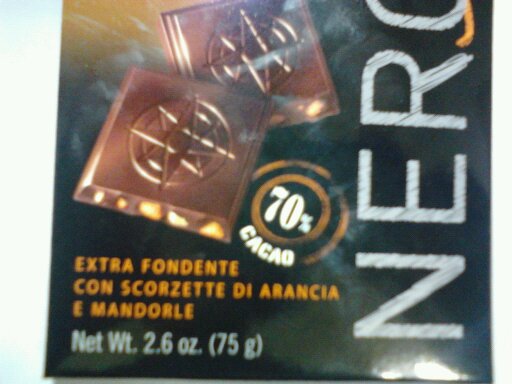 NERO
70%
CACAO
EXTRA FONDENTE
CON SCORZETTE DI ARANCIA
E MANDORLE
Net Wt. 2.6 oz. (75 g)